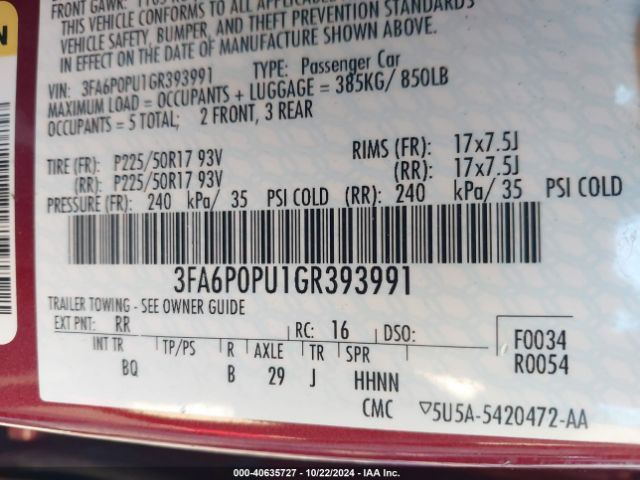 THIS VEHICLE CONFORMS TO ALL APPLICABLE
VEHICLE SAFETY, BUMPER, AND THEFT PREVENTION STANDARDS
IN EFFECT ON THE DATE OF MANUFACTURE SHOWN ABOVE.
VIN: 3FA6P0PU1GR393991 TYPE: Passenger Car
MAXIMUM LOAD = OCCUPANTS + LUGGAGE = 385KG/ 850LB
OCCUPANTS = 5 TOTAL; 2 FRONT, 3 REAR
TIRE (FR): P225/50R17 93V RIMS (FR): 17x7.5J
(RR): P225/50R17 93V (RR): 17x7.5J
PRESSURE (FR): 240 kPa/ 35 PSI COLD (RR): 240 kPa/ 35 PSI COLD
3FA6P0PU1GR393991
TRAILER TOWING - SEE OWNER GUIDE
EXT PNT: RR RC: 16 DSO: F0034
INT TR TP/PS R AXLE TR SPR R0054
BQ B 29 J HHNN
CMC ▽5U5A-5420472-AA
000-40635727 - 10/22/2024 - IAA Inc.